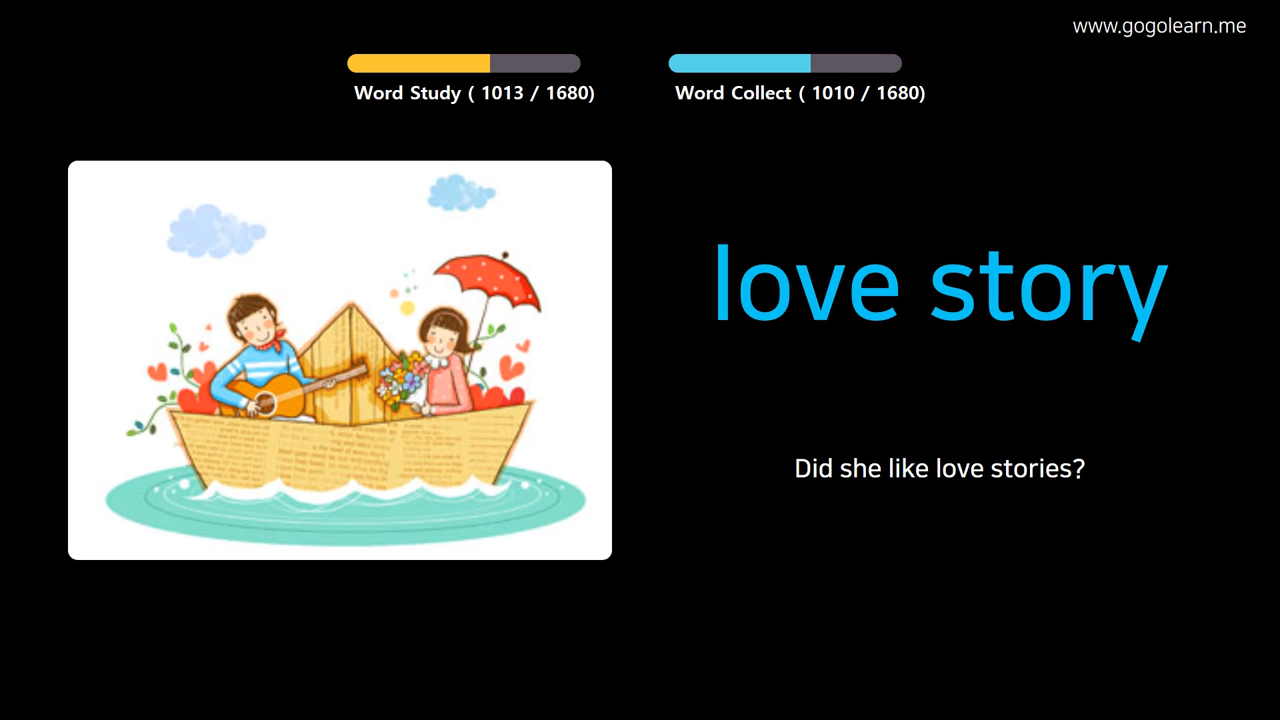 www.gogolearn.me
Word Study ( 1013 / 1680)
Word Collect ( 1010 / 1680)
love story
Did she like love stories?